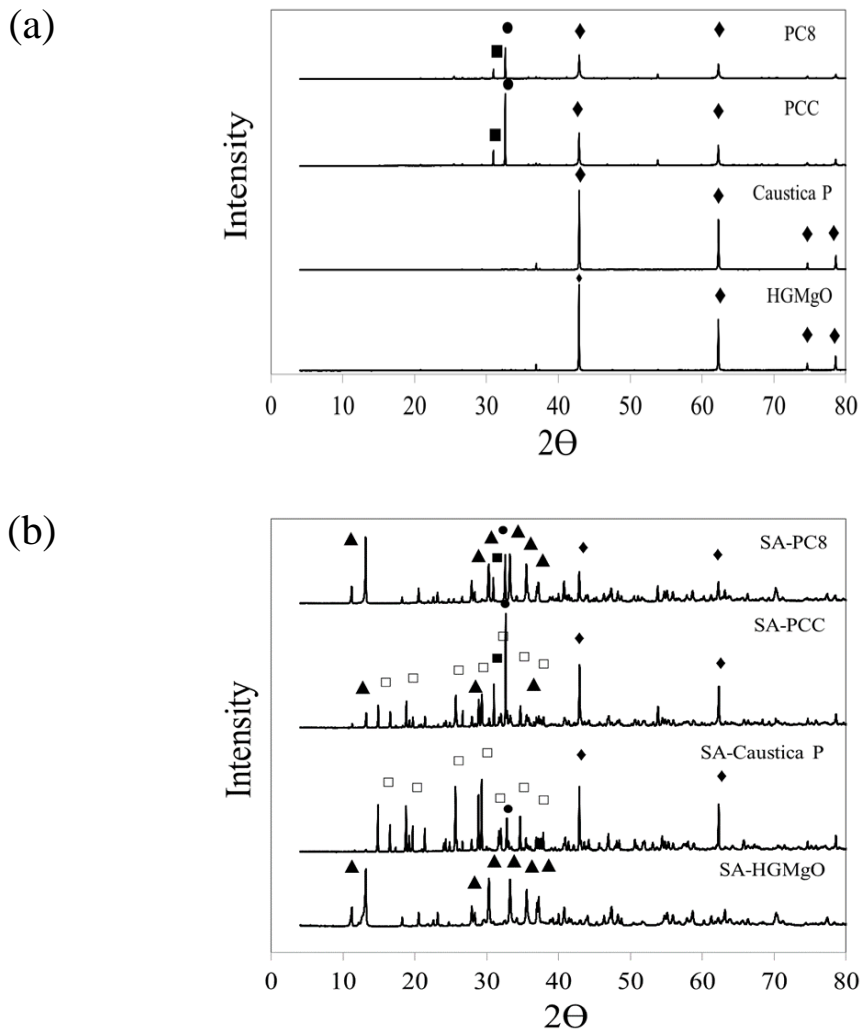 (a)
PC8
PCC
Caustica P
HGMgO
Intensity
0 10 20 30 40 50 60 70 80
2Θ
(b)
SA-PC8
SA-PCC
SA-Caustica P
SA-HGMgO
Intensity
0 10 20 30 40 50 60 70 80
2Θ